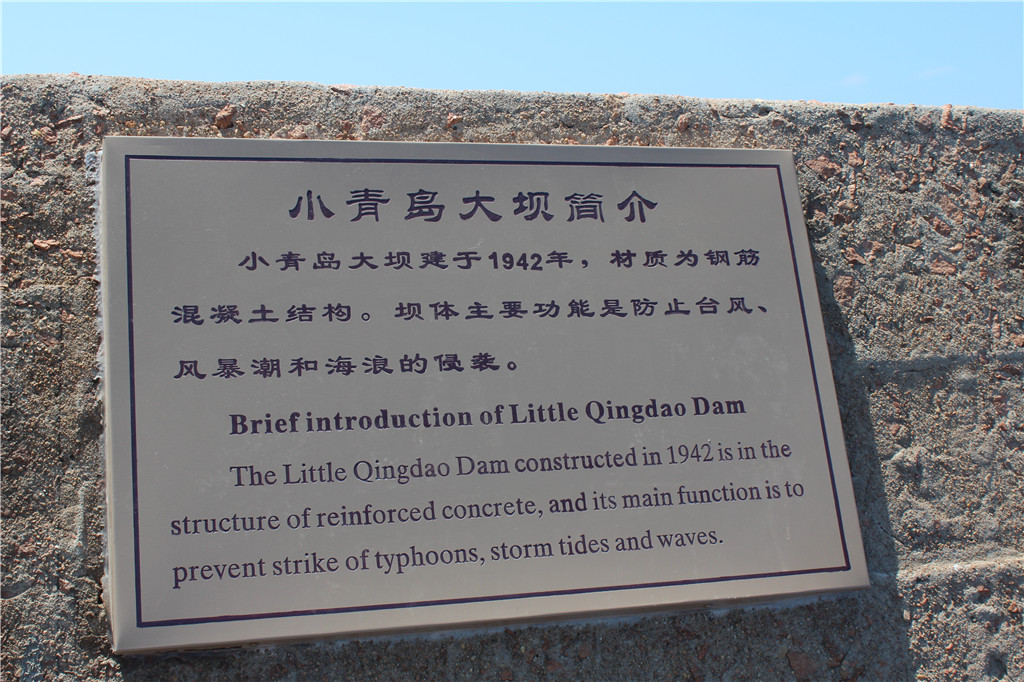 小青岛大坝简介
小青岛大坝建于1942年，材质为钢筋
混凝土结构。坝体主要功能是防止台风、
风暴潮和海浪的侵袭。
Brief introduction of Little Qingdao Dam
The Little Qingdao Dam constructed in 1942 is in the
structure of reinforced concrete, and its main function is to
prevent strike of typhoons, storm tides and waves.